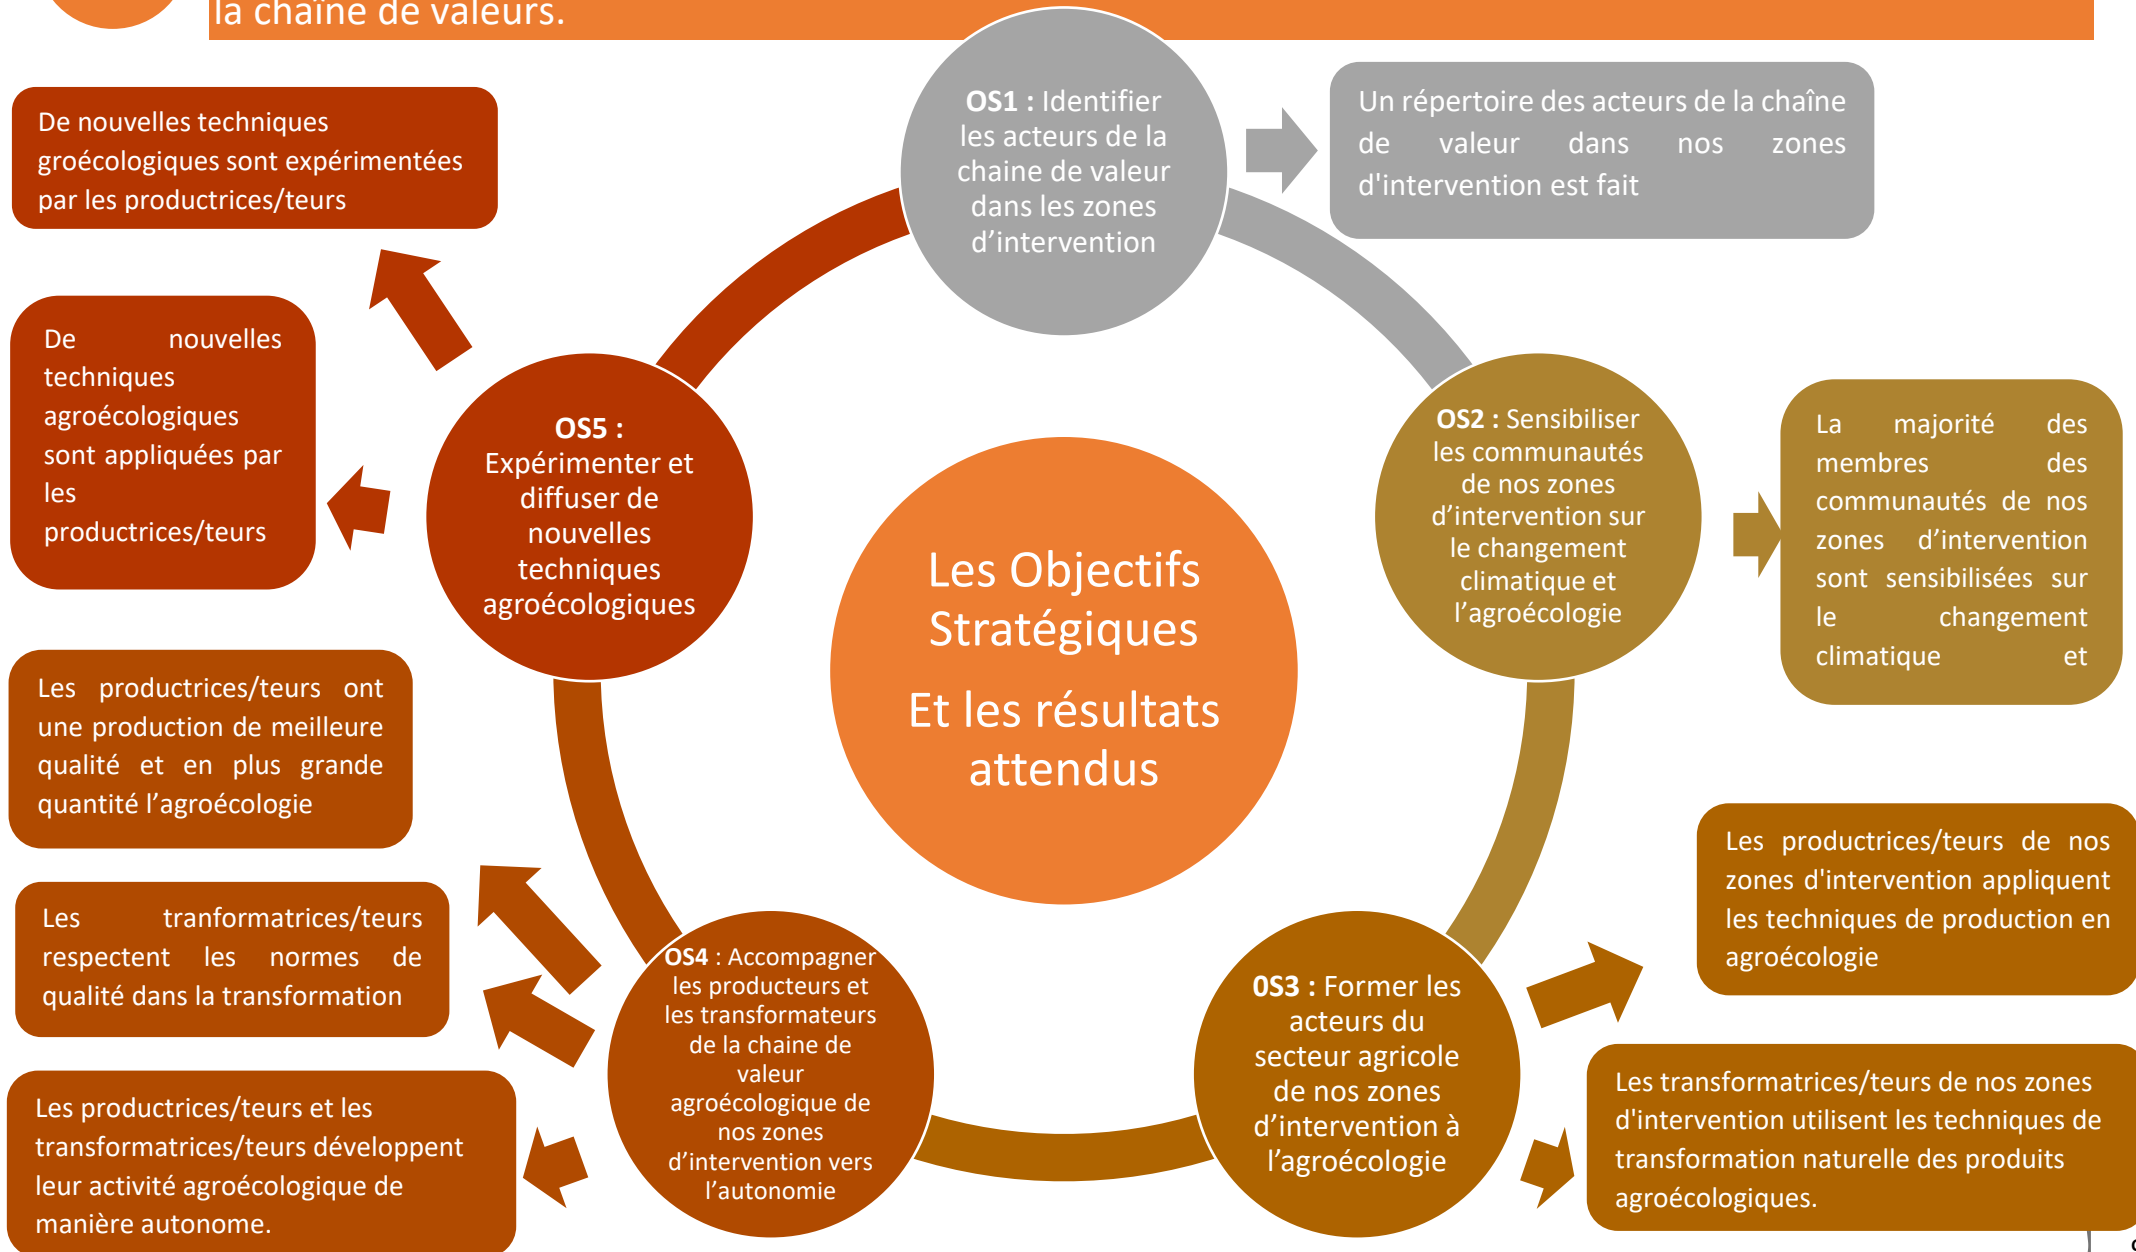 la chaîne de valeurs.
OS1 : Identifier
les acteurs de la
chaine de valeur
dans les zones
d’intervention
Un répertoire des acteurs de la chaîne
de valeur dans nos zones
d'intervention est fait
OS2 : Sensibiliser
les communautés
de nos zones
d’intervention sur
le changement
climatique et
l’agroécologie
La majorité des
membres des
communautés de nos
zones d’intervention
sont sensibilisées sur
le changement
climatique et
0S3 : Former les
acteurs du
secteur agricole
de nos zones
d’intervention à
l’agroécologie
Les productrices/teurs de nos
zones d'intervention appliquent
les techniques de production en
agroécologie
Les transformatrices/teurs de nos zones
d'intervention utilisent les techniques de
transformation naturelle des produits
agroécologiques.
OS4 : Accompagner
les producteurs et
les transformateurs
de la chaine de
valeur
agroécologique de
nos zones
d’intervention vers
l’autonomie
Les productrices/teurs ont
une production de meilleure
qualité et en plus grande
quantité l’agroécologie
Les tranformatrices/teurs
respectent les normes de
qualité dans la transformation
Les productrices/teurs et les
transformatrices/teurs développent
leur activité agroécologique de
manière autonome.
OS5 :
Expérimenter et
diffuser de
nouvelles
techniques
agroécologiques
De nouvelles techniques
groécologiques sont expérimentées
par les productrices/teurs
De nouvelles
techniques
agroécologiques
sont appliquées par
les
productrices/teurs
Les Objectifs
Stratégiques
Et les résultats
attendus